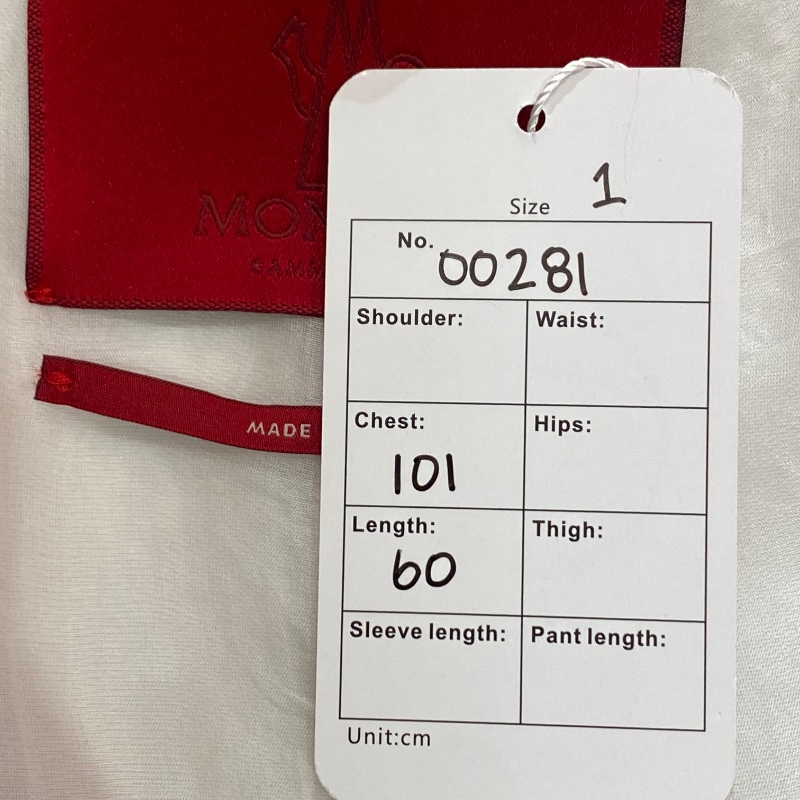 MON
GAMM
MADE
Size 1
No. 00281
Shoulder: Waist:
Chest: Hips:
101
Length: Thigh:
60
Sleeve length: Pant length:
Unit:cm